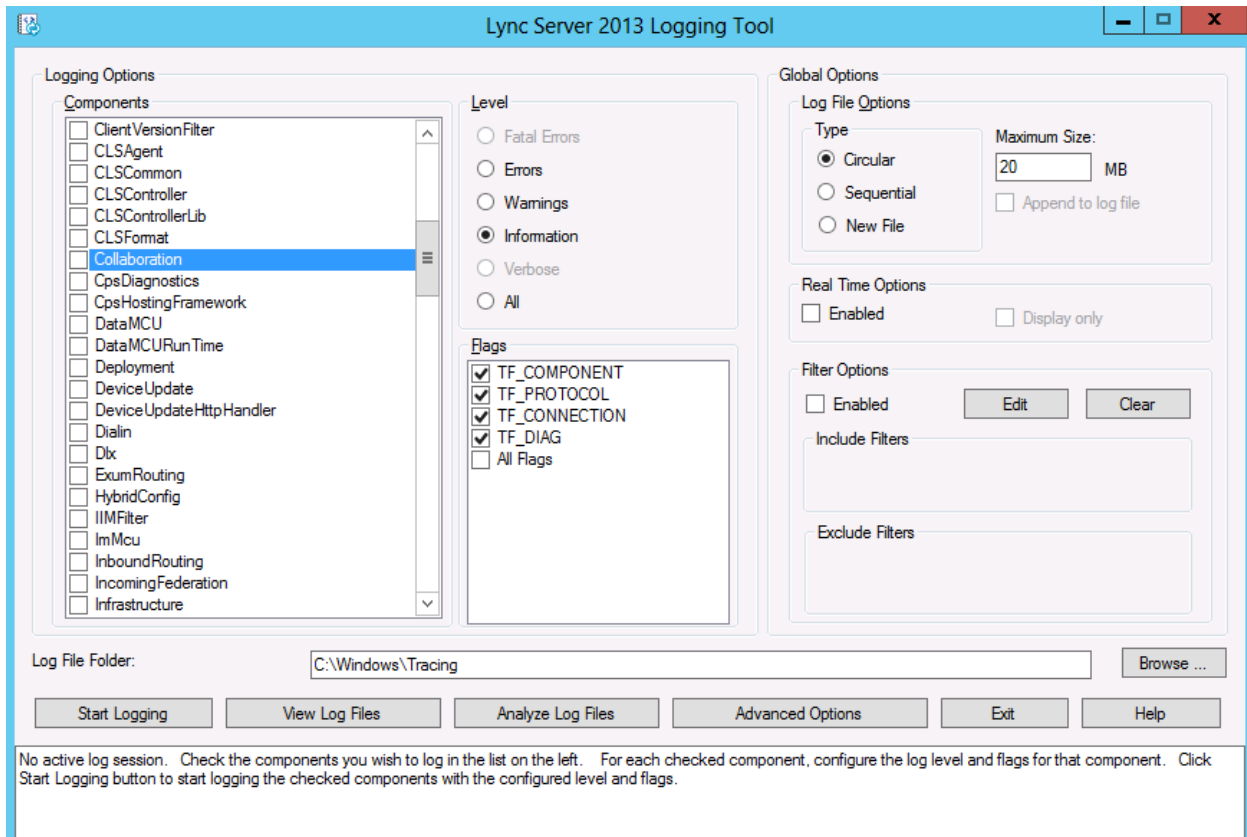 Lync Server 2013 Logging Tool
Logging Options
Components
ClientVersionFilter
CLSAgent
CLSCommon
CLSController
CLSControllerLib
CLSFormat
Collaboration
CpsDiagnostics
CpsHostingFramework
DataMCU
DataMCURunTime
Deployment
DeviceUpdate
DeviceUpdateHttpHandler
Dialin
Dlx
ExumRouting
HybridConfig
IIMFilter
ImMcu
InboundRouting
IncomingFederation
Infrastructure
Level
Fatal Errors
Errors
Warnings
Information
Verbose
All
Flags
TF_COMPONENT
TF_PROTOCOL
TF_CONNECTION
TF_DIAG
All Flags
Global Options
Log File Options
Type
Circular
Sequential
New File
Maximum Size:
20 MB
Append to log file
Real Time Options
Enabled
Display only
Filter Options
Enabled
Edit
Clear
Include Filters
Exclude Filters
Log File Folder:
C:\Windows\Tracing
Browse ...
Start Logging
View Log Files
Analyze Log Files
Advanced Options
Exit
Help
No active log session. Check the components you wish to log in the list on the left. For each checked component, configure the log level and flags for that component. Click
Start Logging button to start logging the checked components with the configured level and flags.